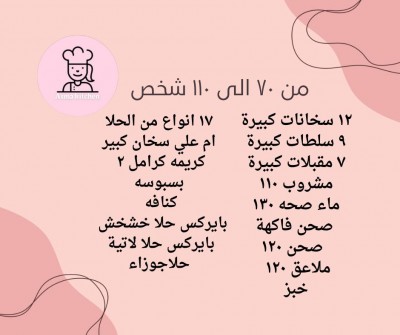 من ٧٠ الى ١١٠ شخص
١٢ سخانات كبيرة
٩ سلطات كبيرة
٧ مقبلات كبيرة
مشروب ١١٠
ماء صحه ١٣٠
صحن فاكهة
صحن ١٢٠
ملاعق ١٢٠
خبز
١٧ انواع من الحلا
ام علي سخان كبير
كريمه كرامل ٢
بسبوسه
كنافه
بايركس حلا خشخش
بايركس حلا لاتية
حلاجوزاء